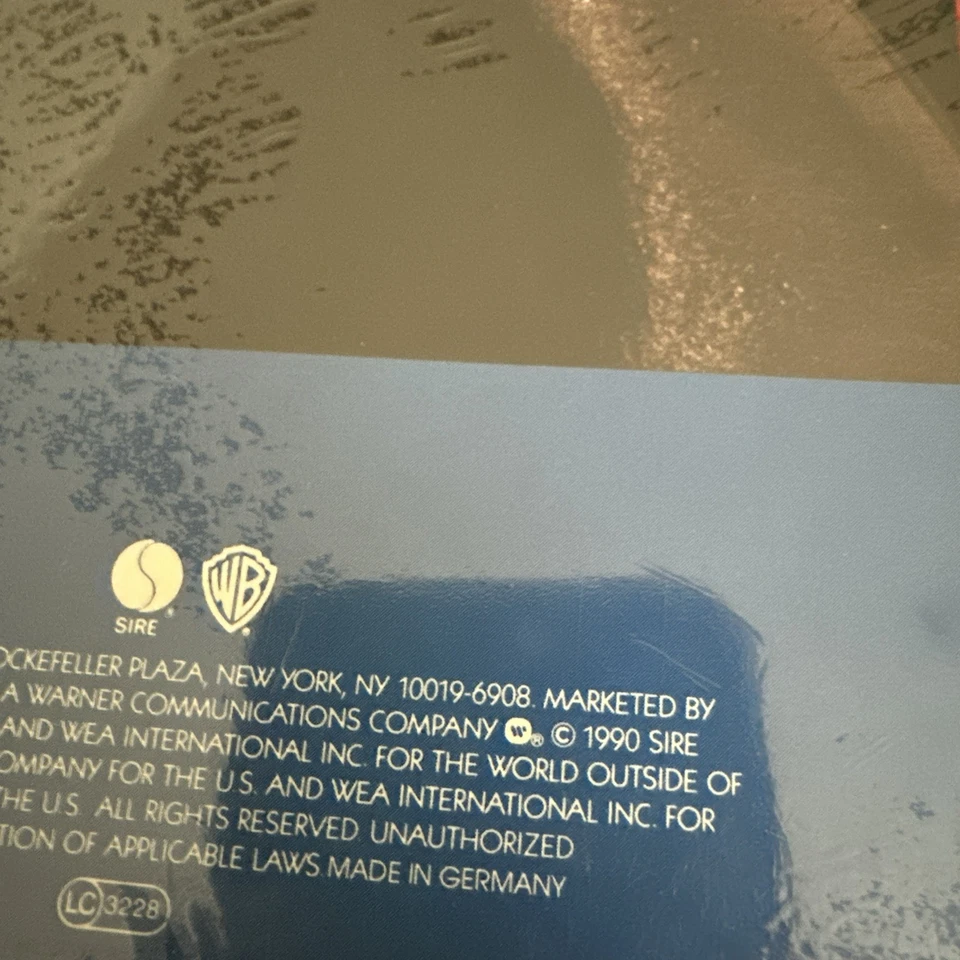 SIRE
WB
OCKEFELLER PLAZA, NEW YORK, NY 10019-6908. MARKETED BY
A WARNER COMMUNICATIONS COMPANY W ® © 1990 SIRE
AND WEA INTERNATIONAL INC. FOR THE WORLD OUTSIDE OF
OMPANY FOR THE U.S. AND WEA INTERNATIONAL INC. FOR
THE U.S. ALL RIGHTS RESERVED. UNAUTHORIZED
TION OF APPLICABLE LAWS. MADE IN GERMANY
LC 3228